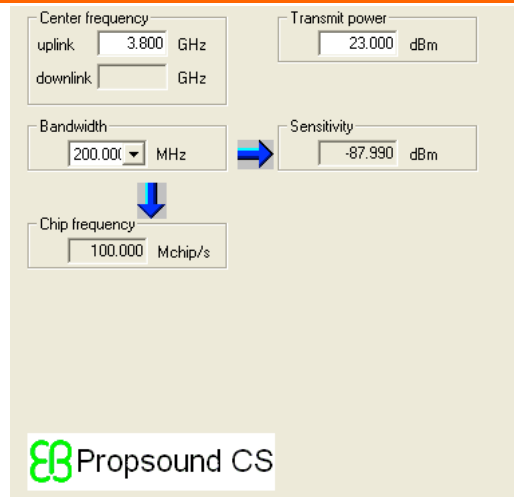 Center frequency
Transmit power
uplink 3.800 GHz
23.000 dBm
downlink GHz
Bandwidth
Sensitivity
200.00( MHz
-87.990 dBm
Chip frequency
100.000 Mchip/s
Propsound CS